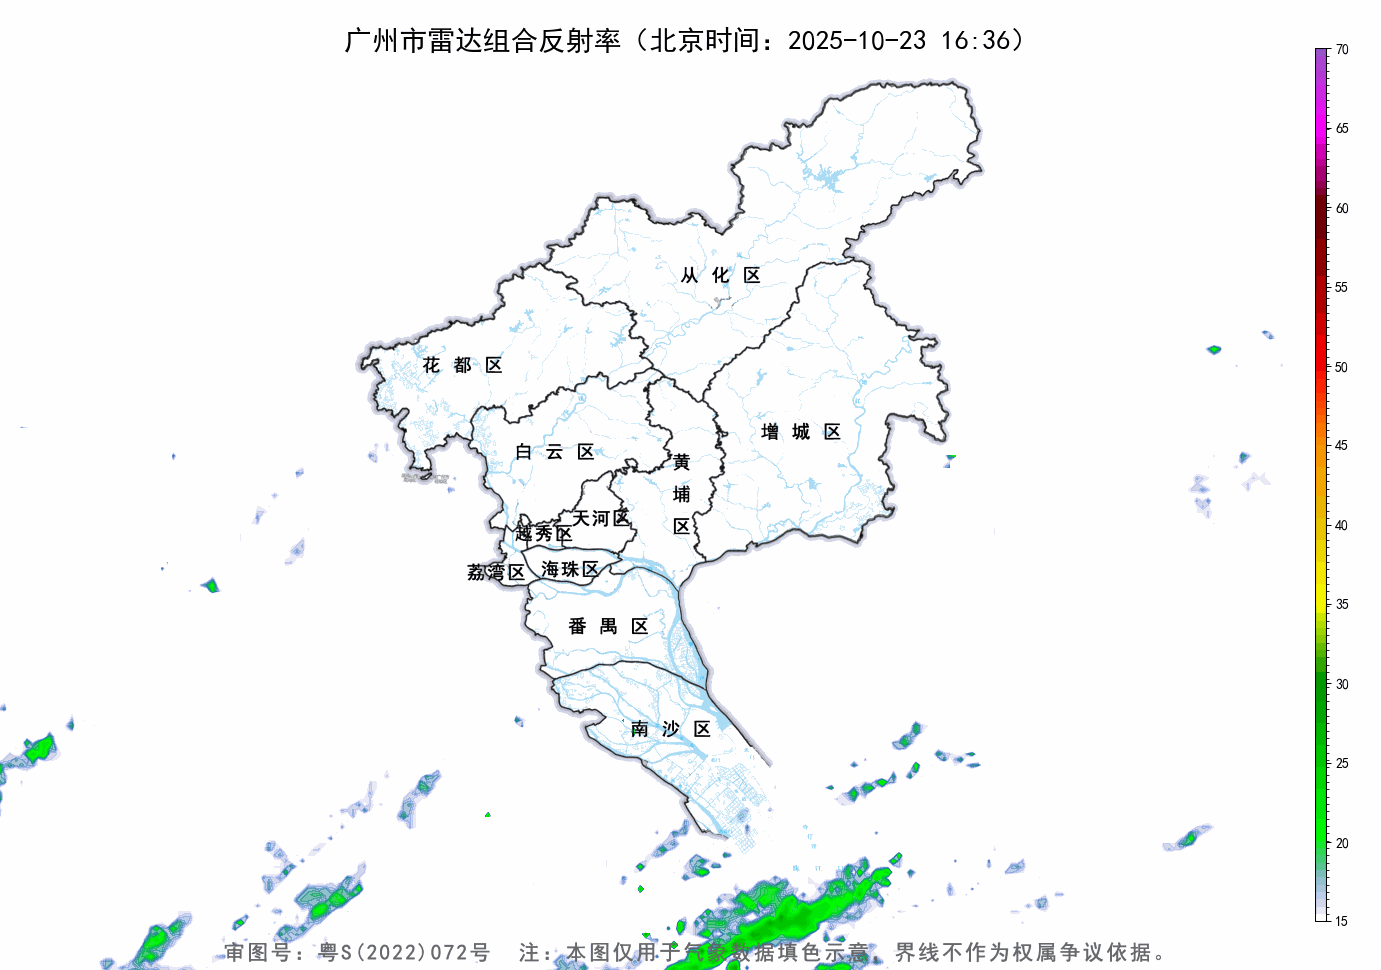 广州市雷达组合反射率（北京时间：2025-10-23 16:36）
70
65
60
55
50
45
40
35
30
25
20
15
从化区
花都区
增城区
白云区
黄埔区
天河区
越秀区
荔湾区
海珠区
番禺区
南沙区
审图号：粤S(2022)072号 注：本图仅用于气象数据填色示意，界线不作为权属争议依据。